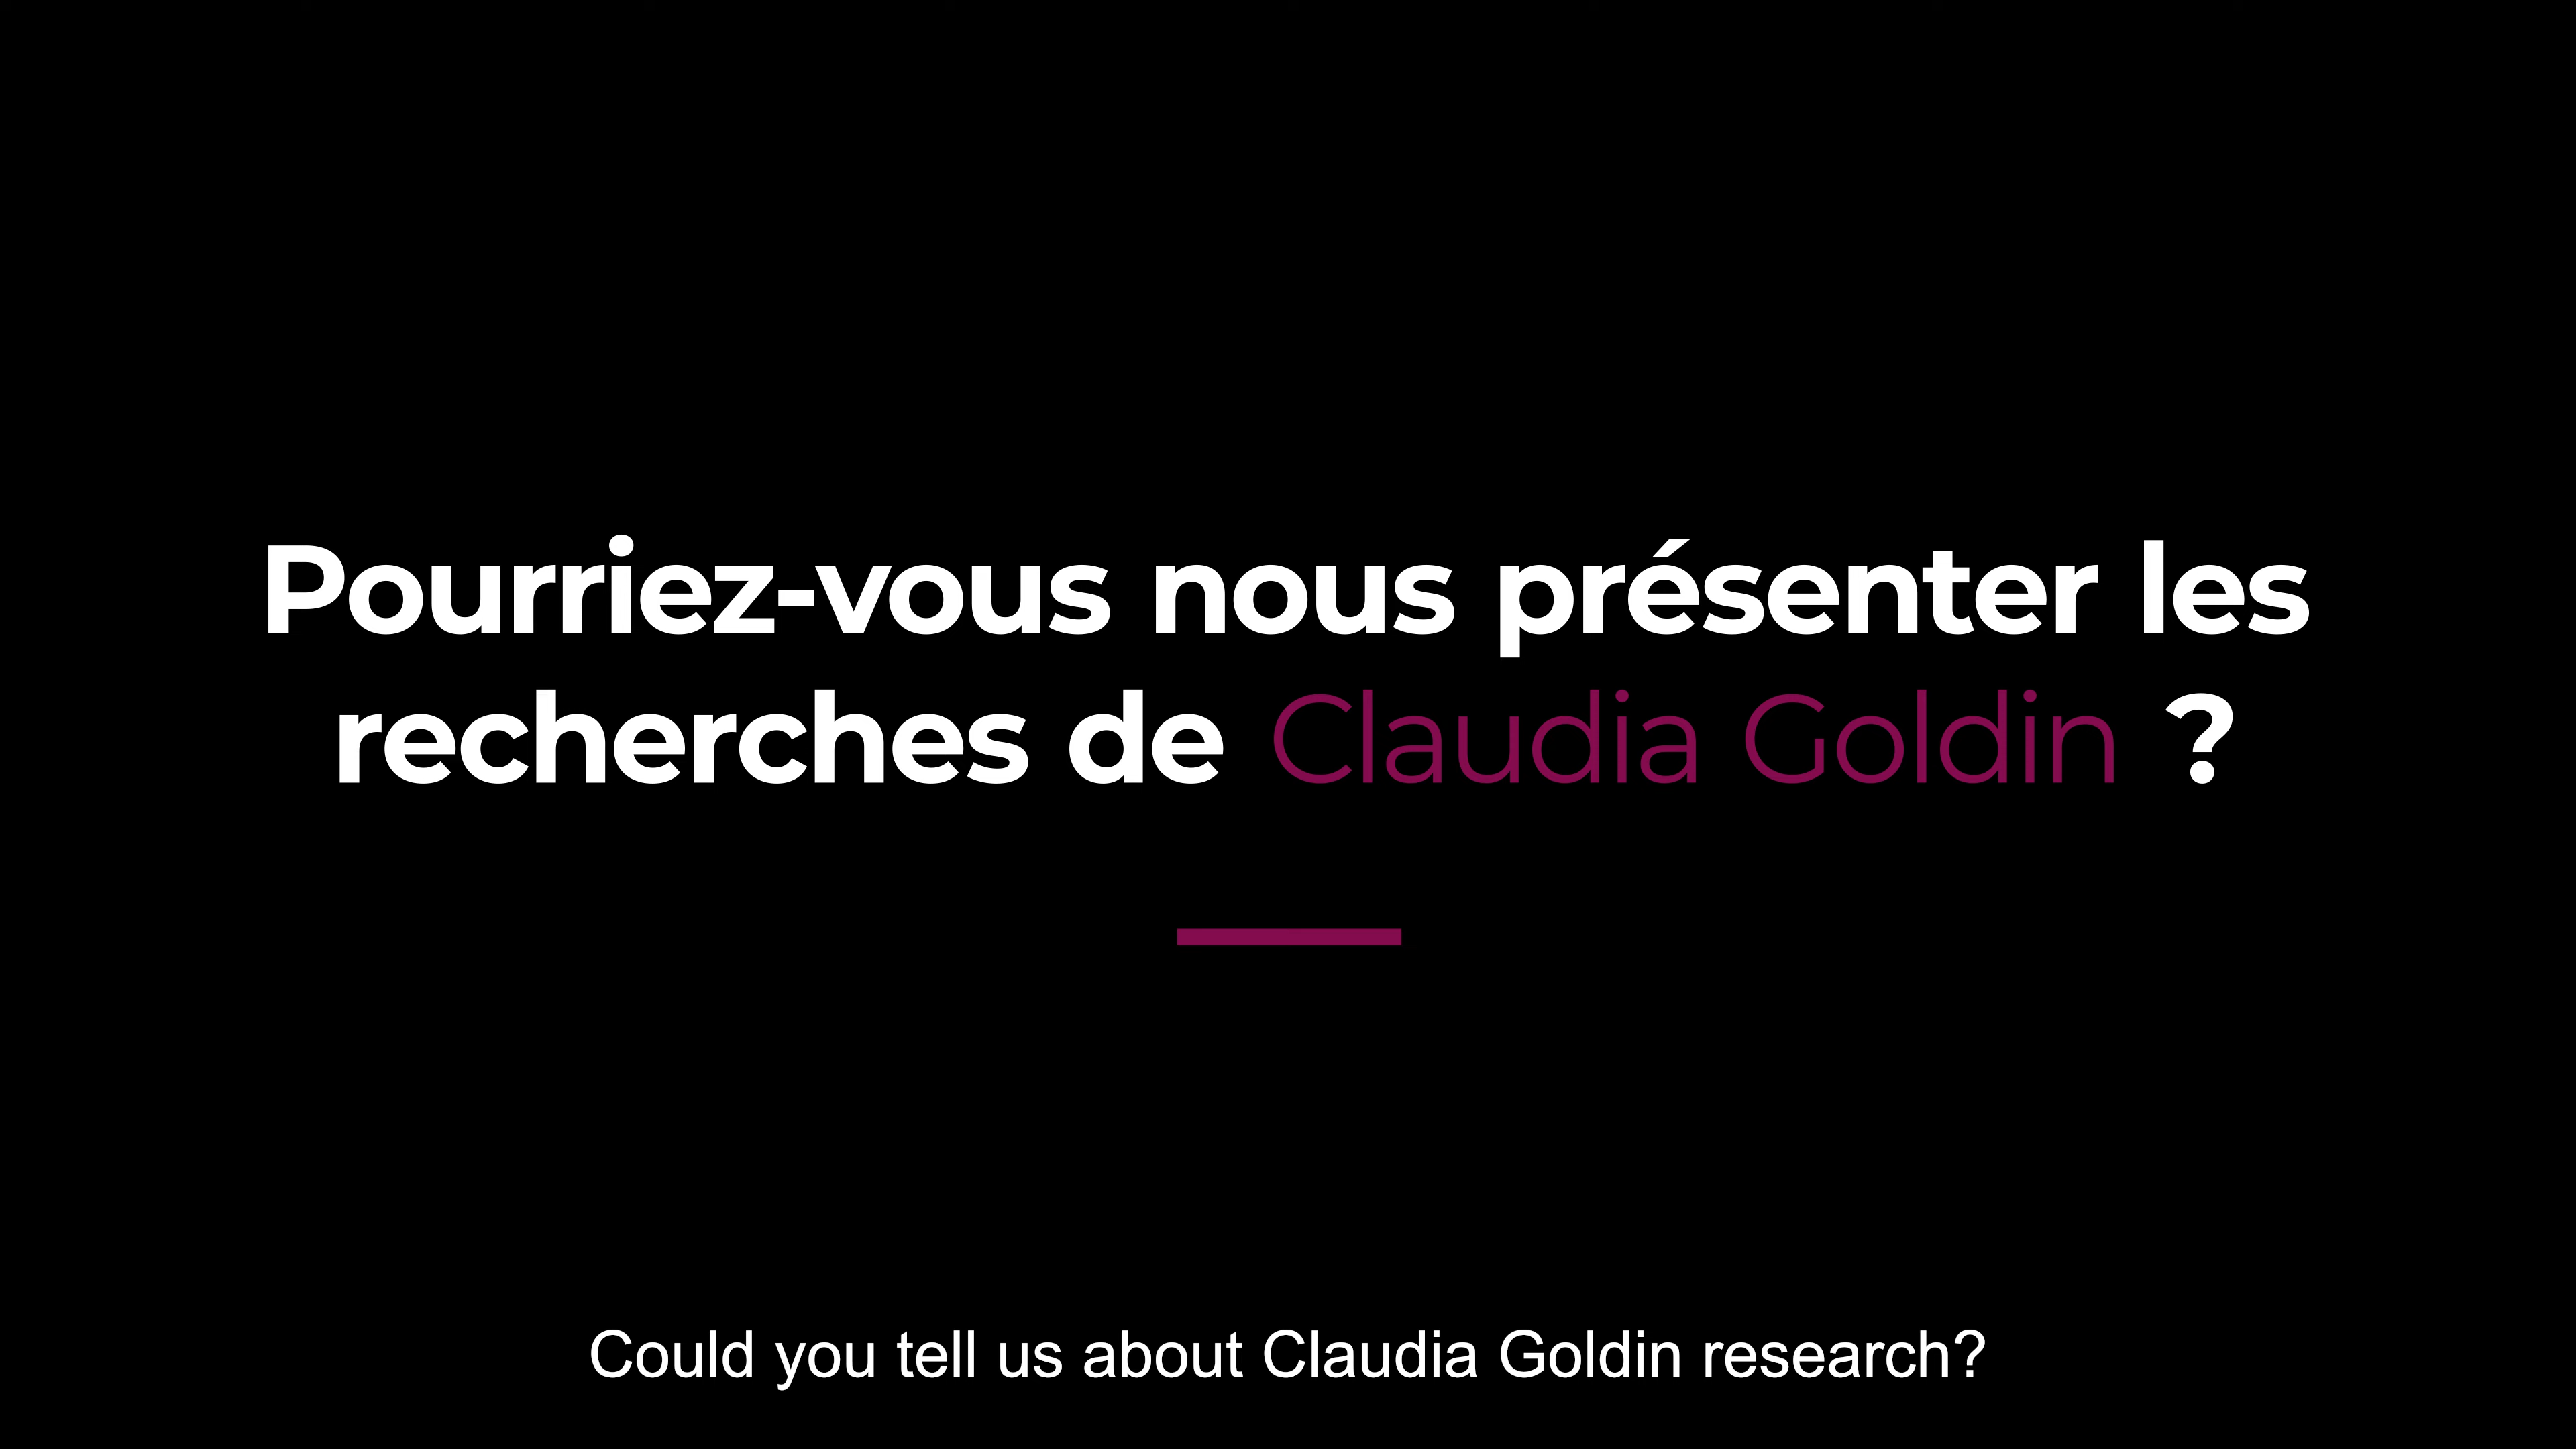 Pourriez-vous nous présenter les
recherches de Claudia Goldin ?
Could you tell us about Claudia Goldin research?